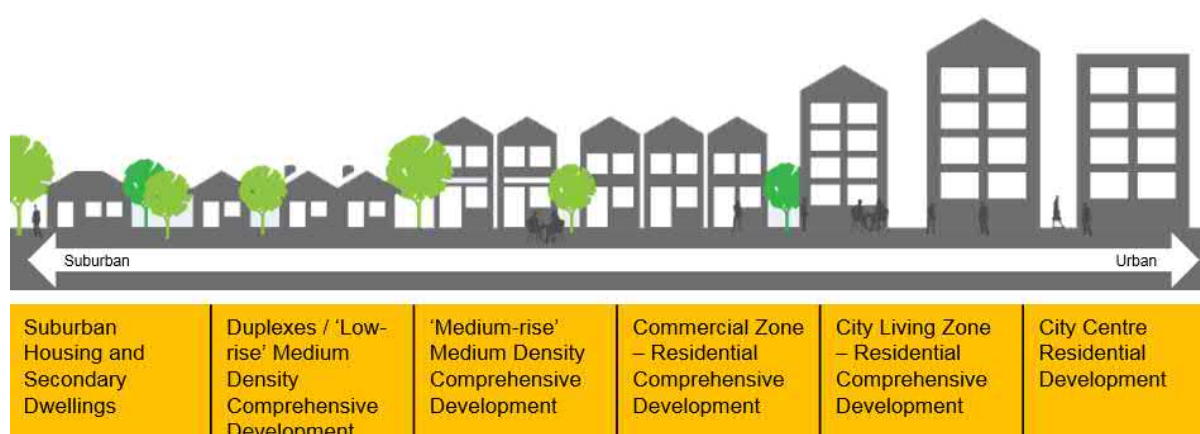 Suburban
Urban
Suburban
Housing and
Secondary
Dwellings
Duplexes / ‘Low-
rise’ Medium
Density
Comprehensive
Development
‘Medium-rise’
Medium Density
Comprehensive
Development
Commercial Zone
– Residential
Comprehensive
Development
City Living Zone
– Residential
Comprehensive
Development
City Centre
Residential
Development